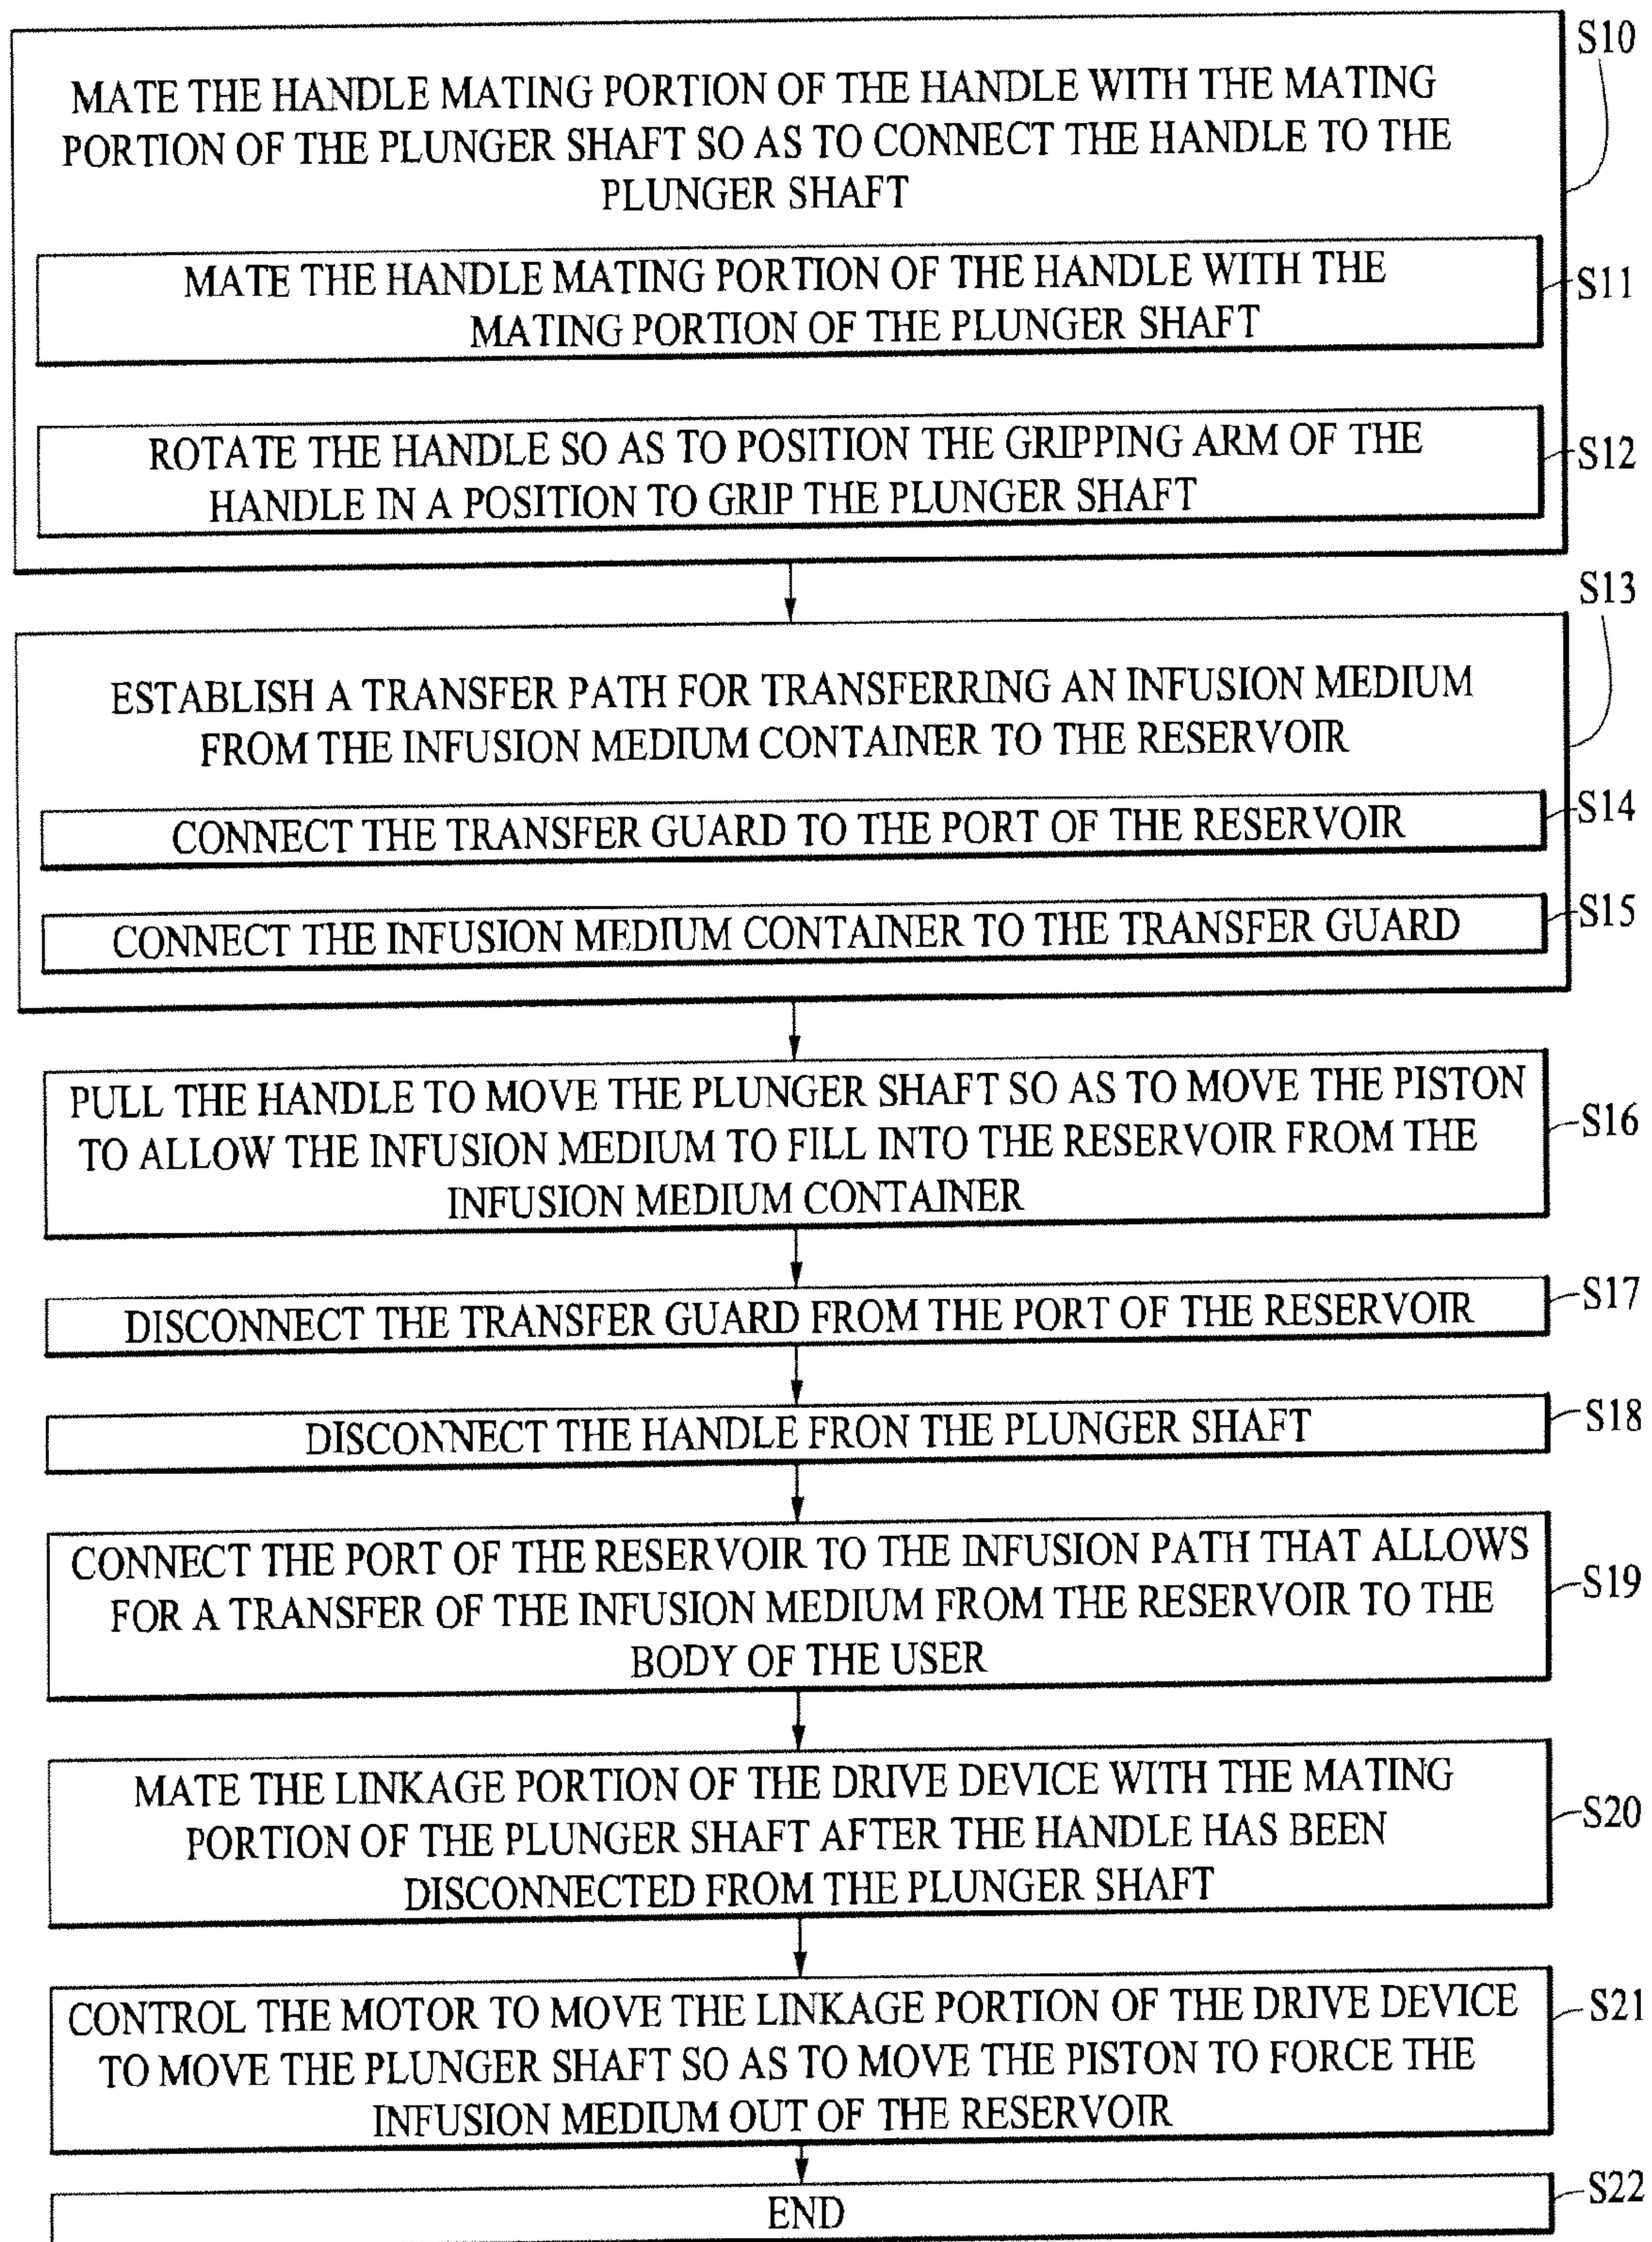 S10
MATE THE HANDLE MATING PORTION OF THE HANDLE WITH THE MATING
PORTION OF THE PLUNGER SHAFT SO AS TO CONNECT THE HANDLE TO THE
PLUNGER SHAFT
MATE THE HANDLE MATING PORTION OF THE HANDLE WITH THE
MATING PORTION OF THE PLUNGER SHAFT
S11
ROTATE THE HANDLE SO AS TO POSITION THE GRIPPING ARM OF THE
HANDLE IN A POSITION TO GRIP THE PLUNGER SHAFT
S12
S13
ESTABLISH A TRANSFER PATH FOR TRANSFERRING AN INFUSION MEDIUM
FROM THE INFUSION MEDIUM CONTAINER TO THE RESERVOIR
CONNECT THE TRANSFER GUARD TO THE PORT OF THE RESERVOIR
S14
CONNECT THE INFUSION MEDIUM CONTAINER TO THE TRANSFER GUARD
S15
PULL THE HANDLE TO MOVE THE PLUNGER SHAFT SO AS TO MOVE THE PISTON
TO ALLOW THE INFUSION MEDIUM TO FILL INTO THE RESERVOIR FROM THE
INFUSION MEDIUM CONTAINER
S16
DISCONNECT THE TRANSFER GUARD FROM THE PORT OF THE RESERVOIR
S17
DISCONNECT THE HANDLE FRON THE PLUNGER SHAFT
S18
CONNECT THE PORT OF THE RESERVOIR TO THE INFUSION PATH THAT ALLOWS
FOR A TRANSFER OF THE INFUSION MEDIUM FROM THE RESERVOIR TO THE
BODY OF THE USER
S19
MATE THE LINKAGE PORTION OF THE DRIVE DEVICE WITH THE MATING
PORTION OF THE PLUNGER SHAFT AFTER THE HANDLE HAS BEEN
DISCONNECTED FROM THE PLUNGER SHAFT
S20
CONTROL THE MOTOR TO MOVE THE LINKAGE PORTION OF THE DRIVE DEVICE
TO MOVE THE PLUNGER SHAFT SO AS TO MOVE THE PISTON TO FORCE THE
INFUSION MEDIUM OUT OF THE RESERVOIR
S21
END
S22